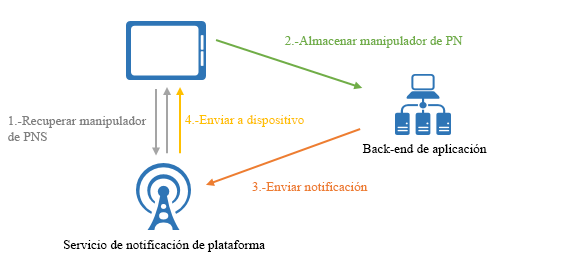 2.-Almacenar manipulador de PN
1.-Recuperar manipulador
de PNS
4.-Enviar a dispositivo
Back-end de aplicación
3.-Enviar notificación
Servicio de notificación de plataforma